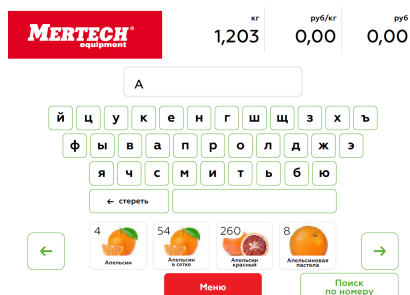 MERTECH®
equipment
кг руб/кг руб
1,203 0,00 0,00
А
й ц у к е н г ш щ з х ъ
ф ы в а п р о л д ж э
я ч с м и т ь б ю
← стереть
4 54 260 8
Апельсин
Апельсин
в сетке
Апельсин
красный
Апельсиновая
пастела
← →
Меню
Поиск
по номеру